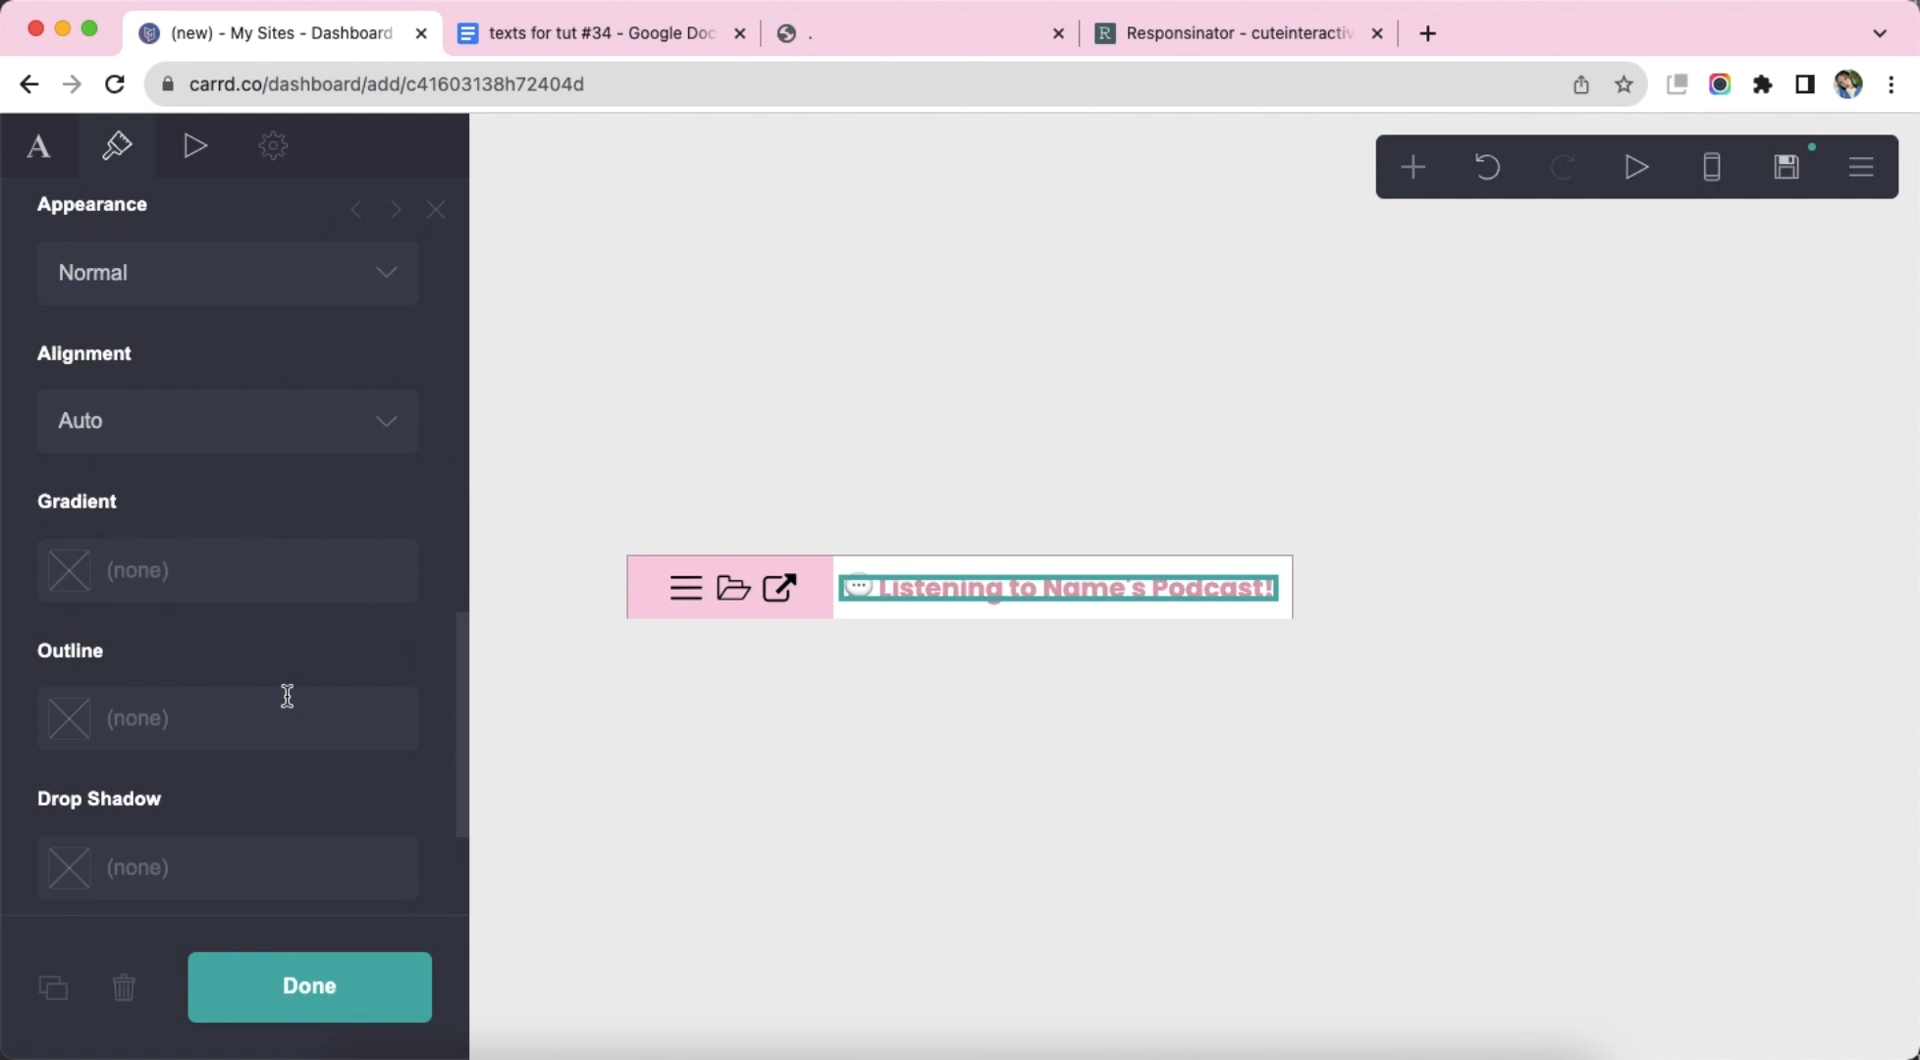 (new) - My Sites - Dashboard
texts for tut #34 - Google Doc
.
Responsinator - cuteinteractiv
carrd.co/dashboard/add/c41603138h72404d
A
Appearance
Normal
Alignment
Auto
Gradient
(none)
Outline
(none)
Drop Shadow
(none)
Done
Listening to Name's Podcast!